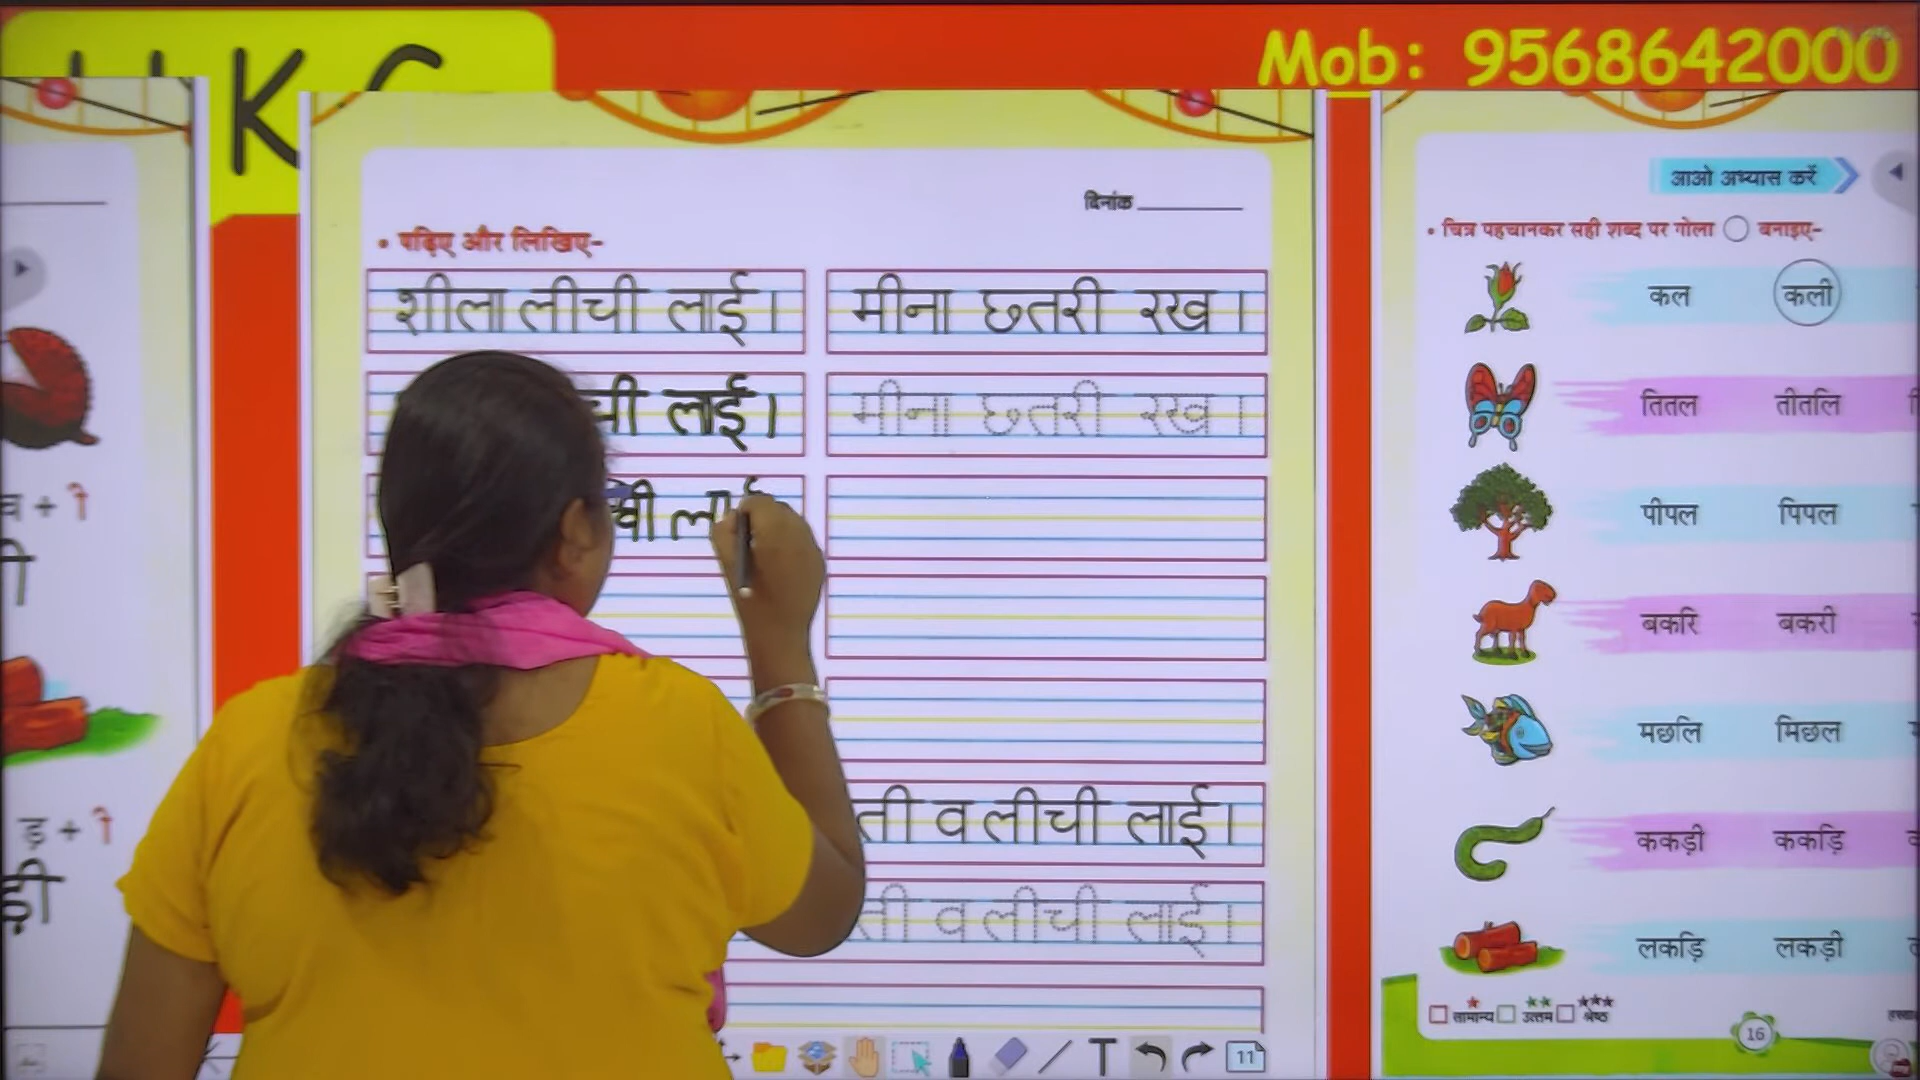 Mob: 9568642000
दिनांक
• पढ़िए और लिखिए-
शीला लीची लाई।
मीना छतरी रख।
ची लाई।
मीना छतरी रख।
ची
ती व लीची लाई।
ती व लीची लाई।
T
11
+ ी
ड़ + ी
ड़ी
आओ अभ्यास करें
• चित्र पहचानकर सही शब्द पर गोला बनाइए-
कल कली
तितल तीतलि
पीपल पिपल
बकरि बकरी
मछलि मिछल
ककड़ी ककड़ि
लकड़ि लकड़ी
सामान्य उत्तम श्रेष्ठ
16